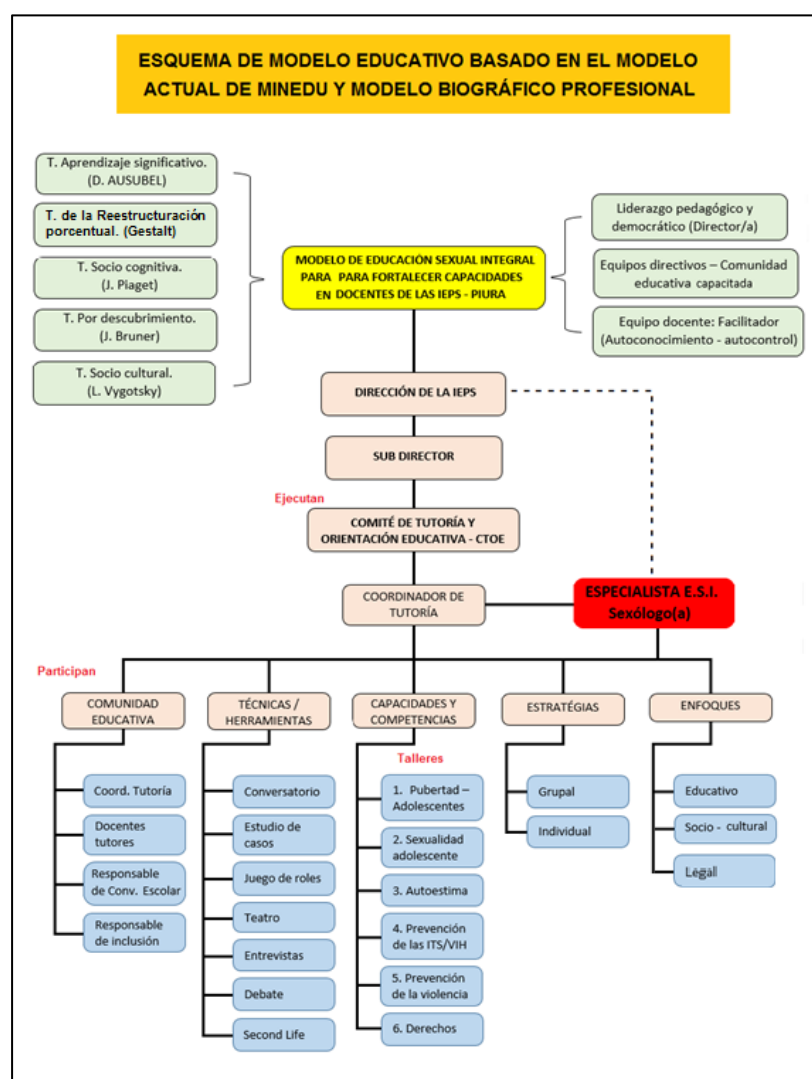 ESQUEMA DE MODELO EDUCATIVO BASADO EN EL MODELO
ACTUAL DE MINEDU Y MODELO BIOGRÁFICO PROFESIONAL
T. Aprendizaje significativo.
(D. AUSUBEL)
T. de la Reestructuración
porcentual. (Gestalt)
T. Socio cognitiva.
(J. Piaget)
T. Por descubrimiento.
(J. Bruner)
T. Socio cultural.
(L. Vygotsky)
MODELO DE EDUCACIÓN SEXUAL INTEGRAL
PARA PARA FORTALECER CAPACIDADES
EN DOCENTES DE LAS IEPS - PIURA
Liderazgo pedagógico y
democrático (Director/a)
Equipos directivos – Comunidad
educativa capacitada
Equipo docente: Facilitador
(Autoconocimiento - autocontrol)
DIRECCIÓN DE LA IEPS
SUB DIRECTOR
Ejecutan
COMITÉ DE TUTORÍA Y
ORIENTACIÓN EDUCATIVA - CTOE
COORDINADOR DE
TUTORÍA
ESPECIALISTA E.S.I.
Sexólogo(a)
Participan
COMUNIDAD
EDUCATIVA
Coord. Tutoría
Docentes
tutores
Responsable
de Conv. Escolar
Responsable
de inclusión
TÉCNICAS /
HERRAMIENTAS
Conversatorio
Estudio de
casos
Juego de roles
Teatro
Entrevistas
Debate
Second Life
CAPACIDADES Y
COMPETENCIAS
Talleres
1. Pubertad –
Adolescentes
2. Sexualidad
adolescente
3. Autoestima
4. Prevención
de las ITS/VIH
5. Prevención
de la violencia
6. Derechos
ESTRATÉGIAS
Grupal
Individual
ENFOQUES
Educativo
Socio - cultural
Legall